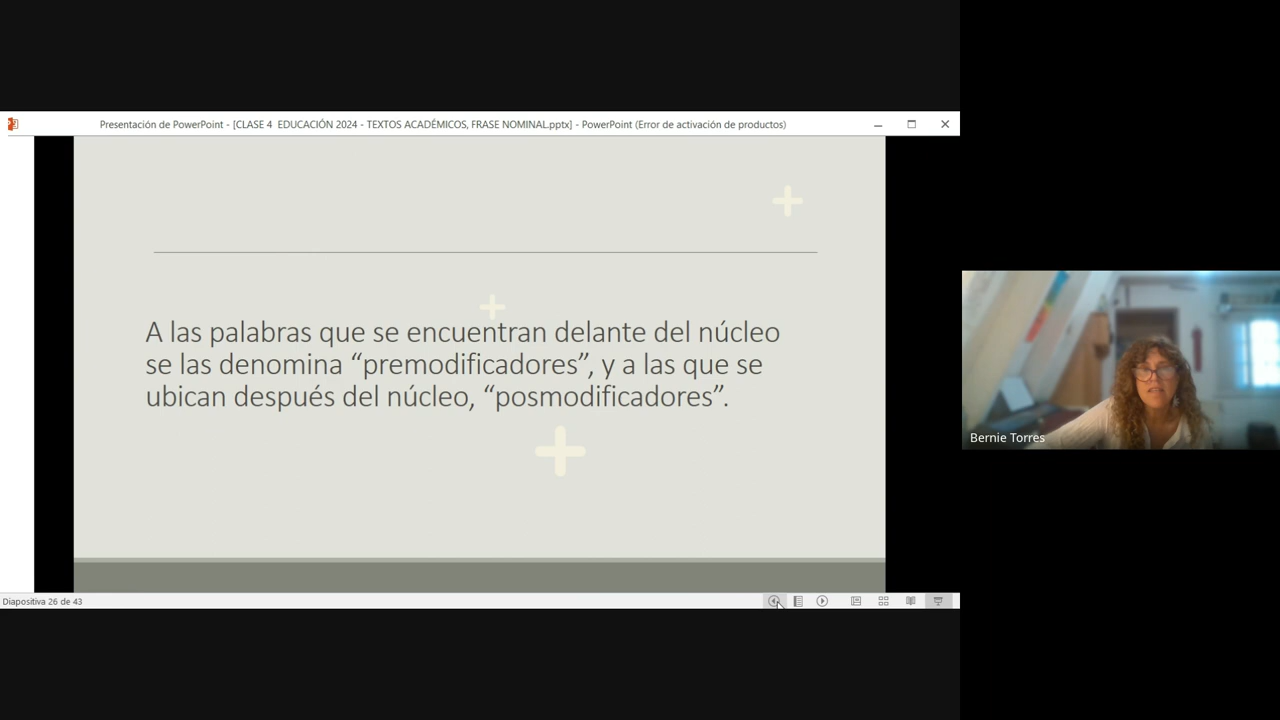 Presentación de PowerPoint - [CLASE 4  EDUCACIÓN 2024 - TEXTOS ACADÉMICOS, FRASE NOMINAL.pptx] - PowerPoint (Error de activación de productos)
A las palabras que se encuentran delante del núcleo
se las denomina “premodificadores”, y a las que se
ubican después del núcleo, “posmodificadores”.
Bernie Torres
Diapositiva 26 de 43